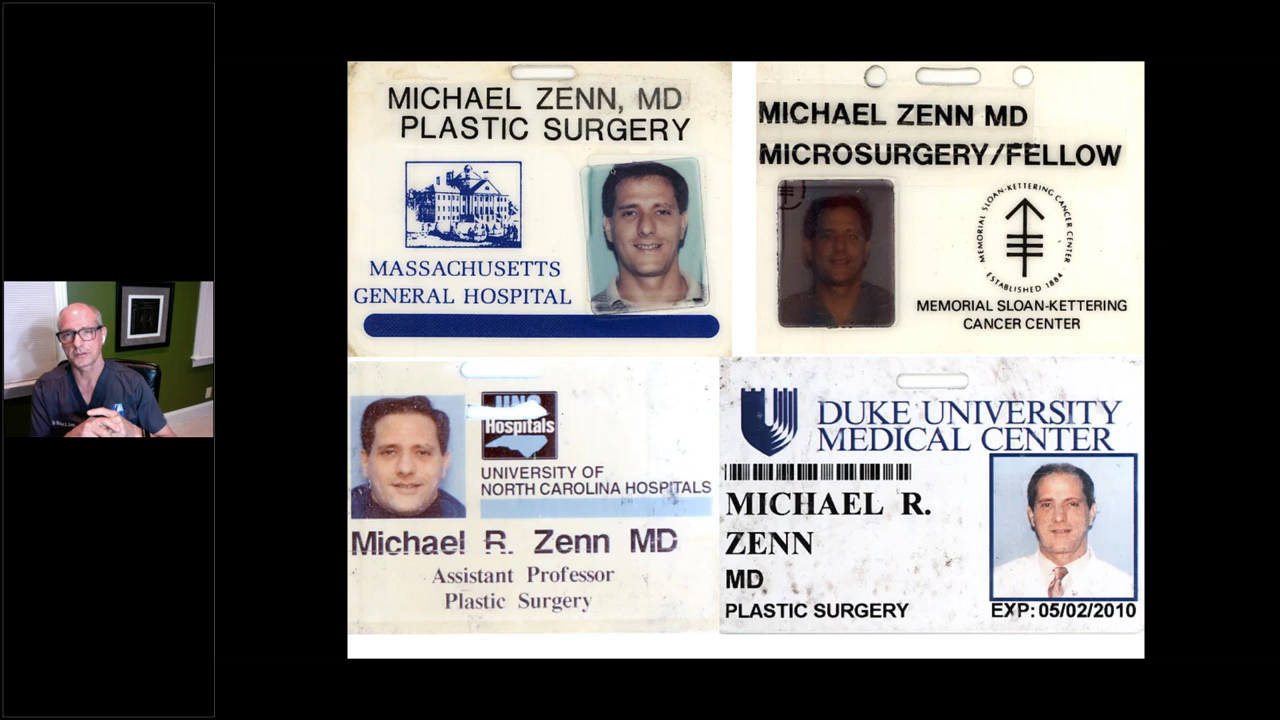 MICHAEL ZENN, MD
PLASTIC SURGERY
MASSACHUSETTS
GENERAL HOSPITAL
MICHAEL ZENN MD
MICROSURGERY/FELLOW
MEMORIAL SLOAN-KETTERING CANCER CENTER
ESTABLISHED 1884
MEMORIAL SLOAN-KETTERING
CANCER CENTER
UNC
Hospitals
UNIVERSITY OF
NORTH CAROLINA HOSPITALS
Michael R. Zenn MD
Assistant Professor
Plastic Surgery
DUKE UNIVERSITY
MEDICAL CENTER
MICHAEL R.
ZENN
MD
PLASTIC SURGERY
EXP: 05/02/2010